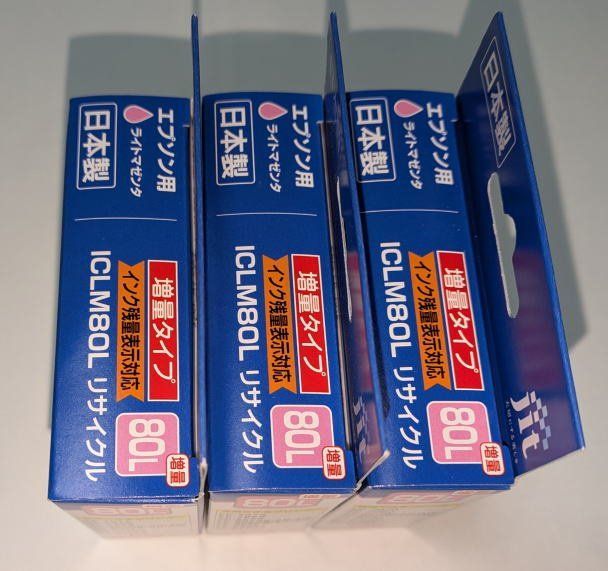 エプソン用
ライトマゼンタ
日本製
増量タイプ
インク残量表示対応
ICLM80L リサイクル
80L
増量
エプソン用
ライトマゼンタ
日本製
増量タイプ
インク残量表示対応
ICLM80L リサイクル
80L
増量
jit
エプソン用
ライトマゼンタ
日本製
増量タイプ
インク残量表示対応
ICLM80L リサイクル
80L
増量
日本製
jit